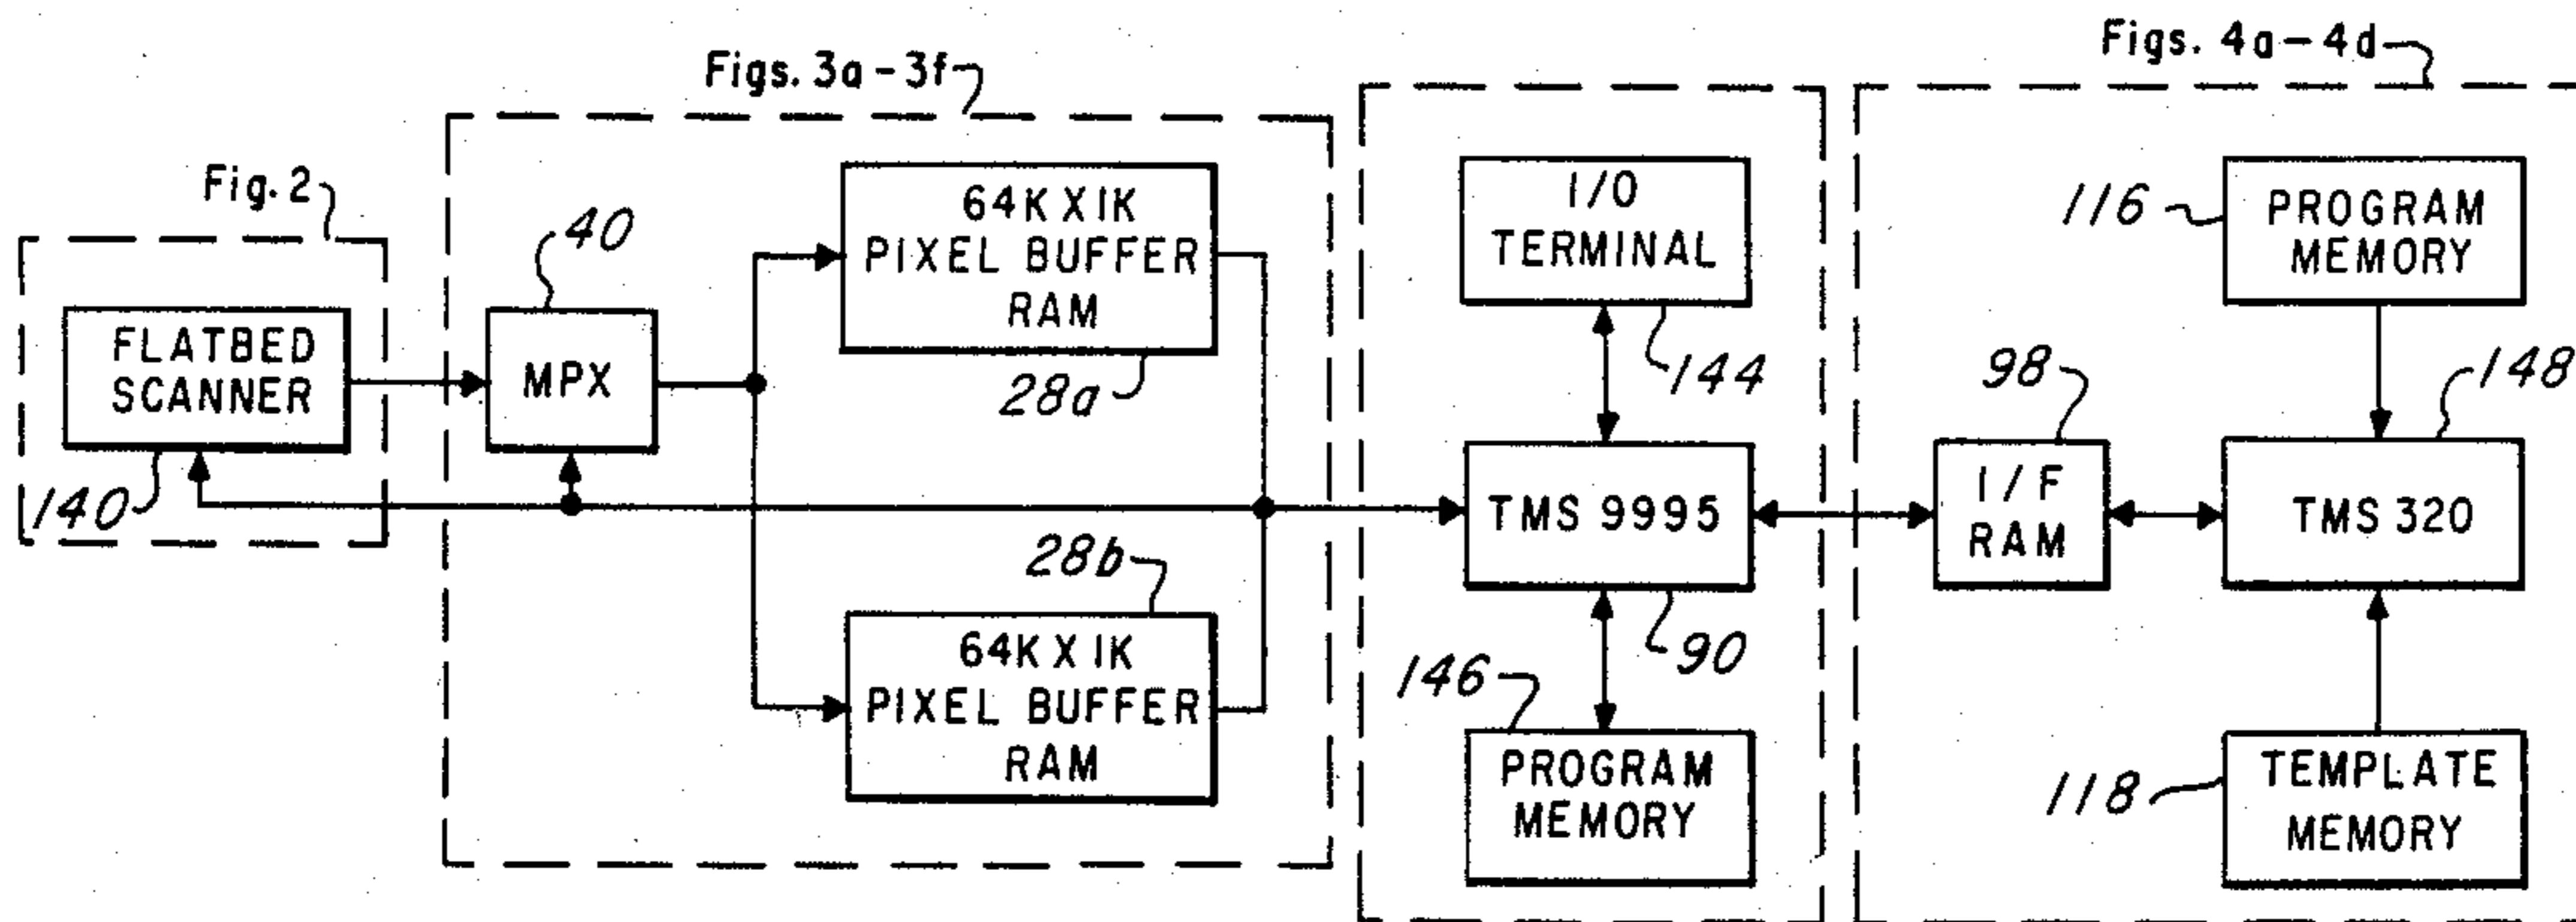 Fig. 2
FLATBED
SCANNER
140
Figs. 3a-3f
40
MPX
64K X 1K
PIXEL BUFFER
RAM
28a
28b
64K X 1K
PIXEL BUFFER
RAM
I/O
TERMINAL
144
TMS 9995
90
146
PROGRAM
MEMORY
Figs. 4a-4d
116
PROGRAM
MEMORY
98
I/F
RAM
148
TMS 320
118
TEMPLATE
MEMORY